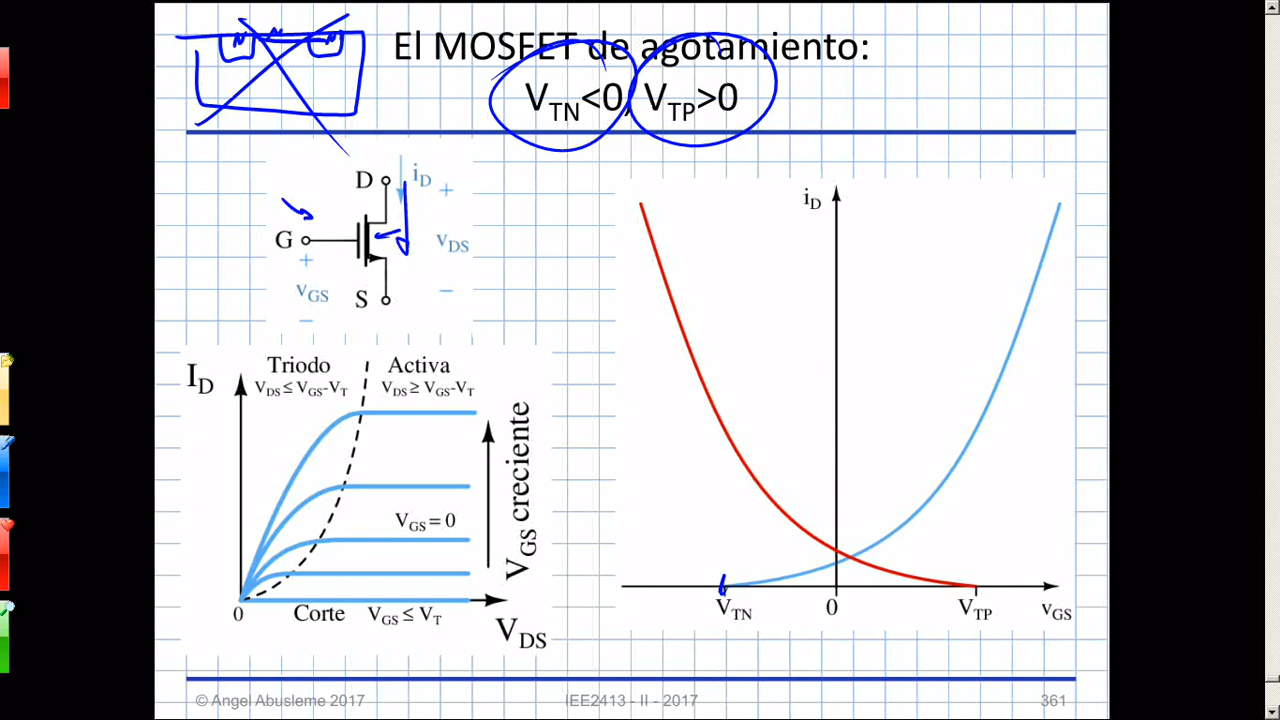 N N N
El MOSFET de agotamiento:
VTN<0, VTP>0
D
iD
+
G
+
vDS
vGS
S
−
−
ID
Triodo
VDS ≤ VGS-VT
Activa
VDS ≥ VGS-VT
VGS = 0
VGS creciente
0
Corte
VGS ≤ VT
VDS
iD
VTN
0
VTP
vGS
© Angel Abusleme 2017
IEE2413 - II - 2017
361